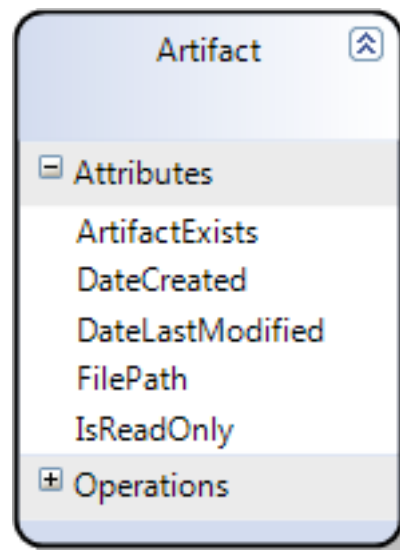 Artifact
Attributes
ArtifactExists
DateCreated
DateLastModified
FilePath
IsReadOnly
Operations